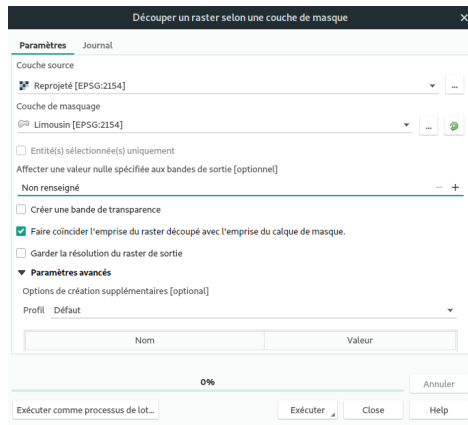 Découper un raster selon une couche de masque
Paramètres Journal
Couche source
Reprojeté [EPSG:2154]
...
Couche de masquage
Limousin [EPSG:2154]
...
Entité(s) sélectionnée(s) uniquement
Affecter une valeur nulle spécifiée aux bandes de sortie [optionnel]
Non renseigné
Créer une bande de transparence
Faire coïncider l'emprise du raster découpé avec l'emprise du calque de masque.
Garder la résolution du raster de sortie
Paramètres avancés
Options de création supplémentaires [optional]
Profil Défaut
Nom Valeur
0%
Annuler
Exécuter comme processus de lot... Exécuter Close Help